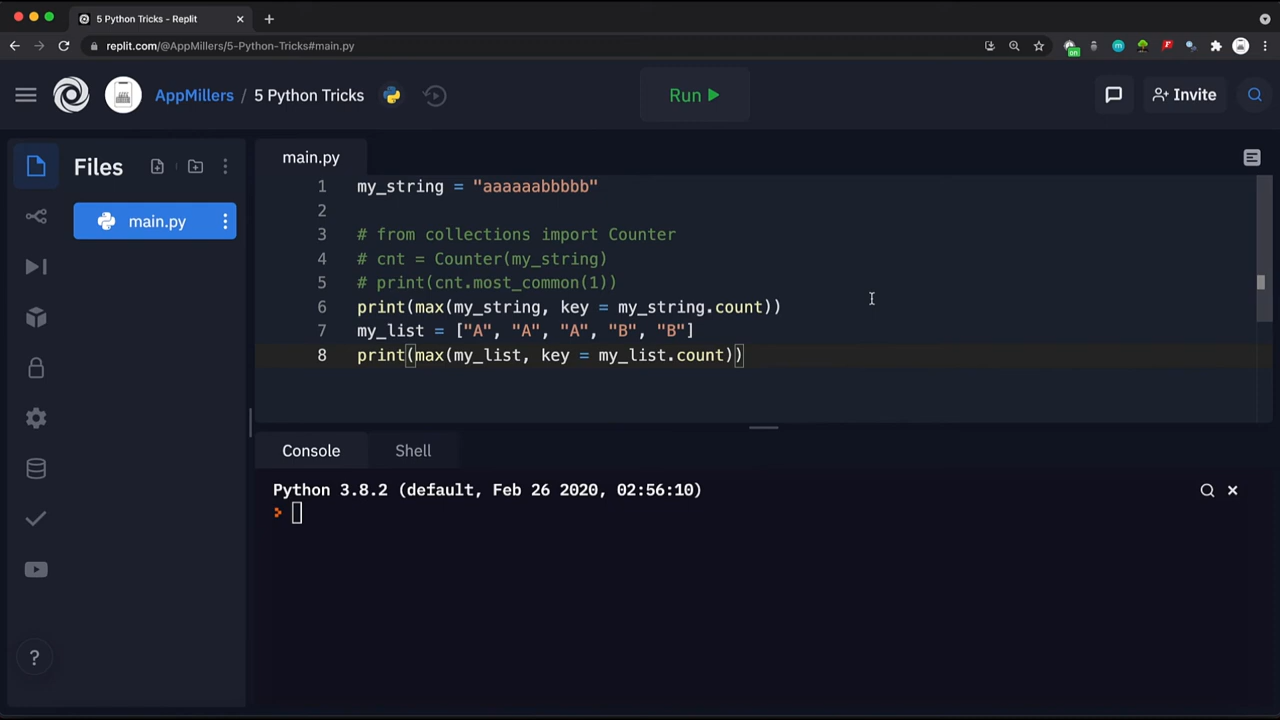 5 Python Tricks - Replit
replit.com/@AppMillers/5-Python-Tricks#main.py
on
AppMillers / 5 Python Tricks
Run
Invite
Files
main.py
main.py
1 my_string = "aaaaaabbbbb"
2
3 # from collections import Counter
4 # cnt = Counter(my_string)
5 # print(cnt.most_common(1))
6 print(max(my_string, key = my_string.count))
7 my_list = ["A", "A", "A", "B", "B"]
8 print(max(my_list, key = my_list.count))
Console
Shell
Python 3.8.2 (default, Feb 26 2020, 02:56:10)